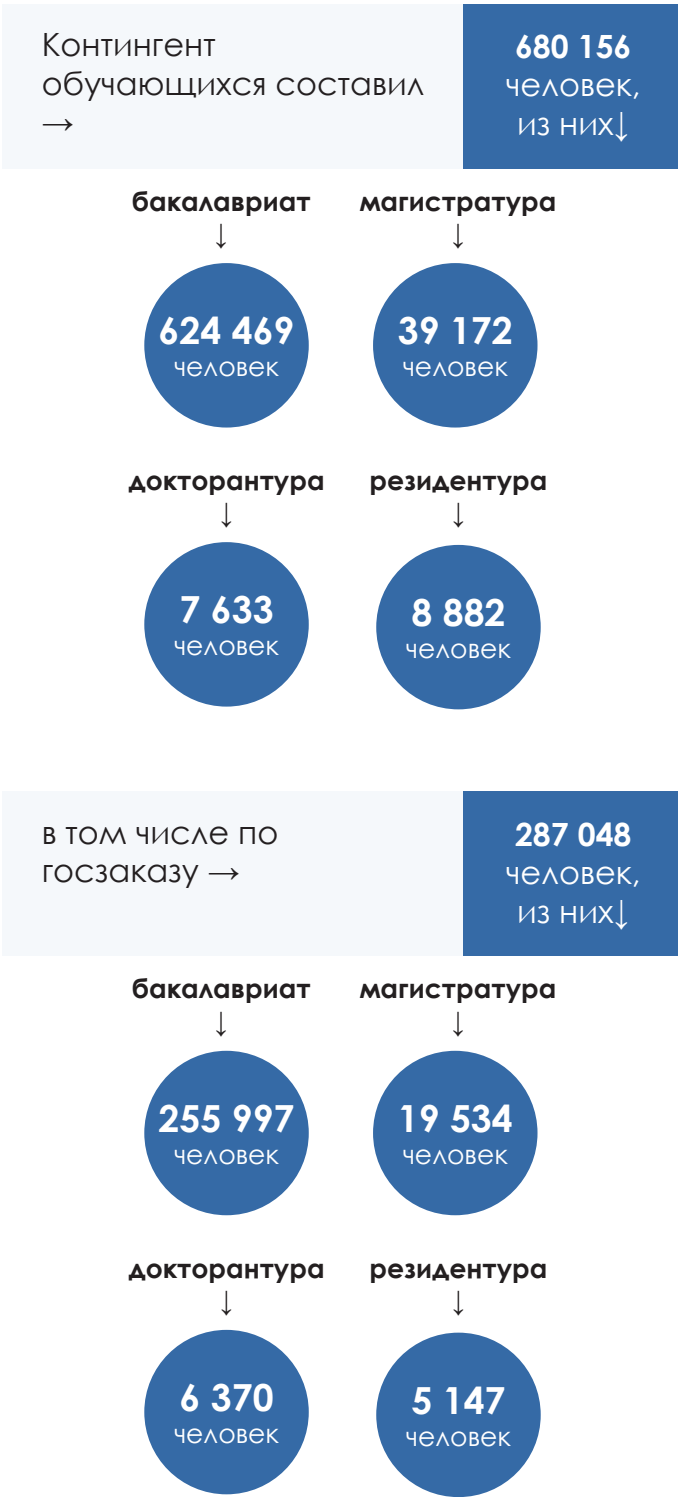 Контингент
обучающихся составил
→
680 156
человек,
из них↓
бакалавриат магистратура
↓ ↓
624 469 39 172
человек человек
докторантура резидентура
↓ ↓
7 633 8 882
человек человек
в том числе по
госзаказу →
287 048
человек,
из них↓
бакалавриат магистратура
↓ ↓
255 997 19 534
человек человек
докторантура резидентура
↓ ↓
6 370 5 147
человек человек